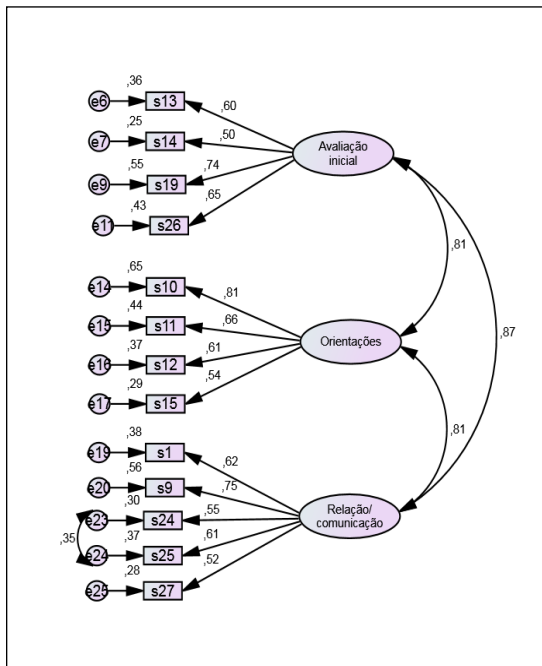 ,36
e6 s13 ,60
,25
e7 s14 ,50
Avaliação
inicial
,55
e9 s19 ,74
,43
e11 s26 ,65
,81
,87
,65
e14 s10 ,81
,44
e15 s11 ,66
Orientações
,37
e16 s12 ,61
,29
e17 s15 ,54
,81
,38
e19 s1 ,62
,56
e20 s9 ,75
,30
e23 s24 ,55
Relação/
comunicação
,35
,37
e24 s25 ,61
,28
e25 s27 ,52